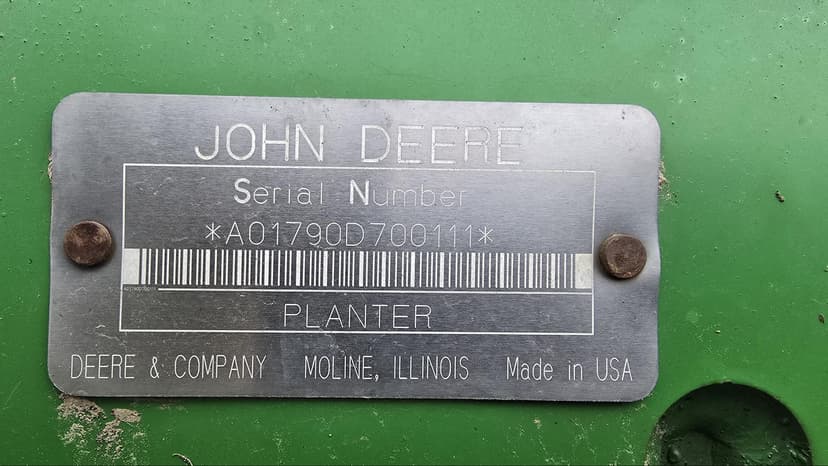 JOHN DEERE
Serial Number
*A01790D700111*
PLANTER
DEERE & COMPANY MOLINE, ILLINOIS Made in USA